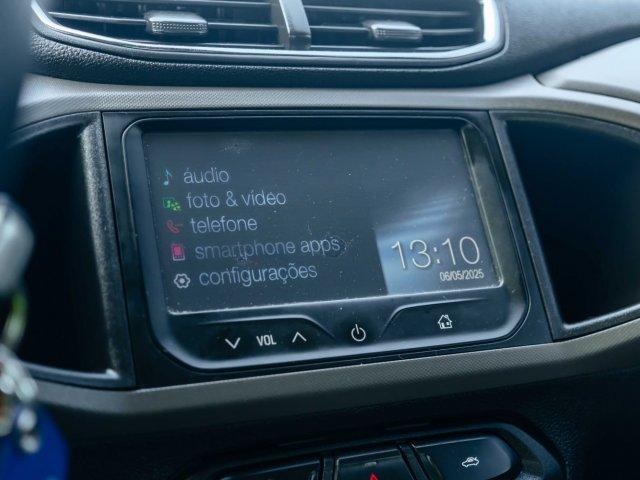 áudio
foto & vídeo
telefone
smartphone apps
configurações
13:10
06/05/2025
VOL